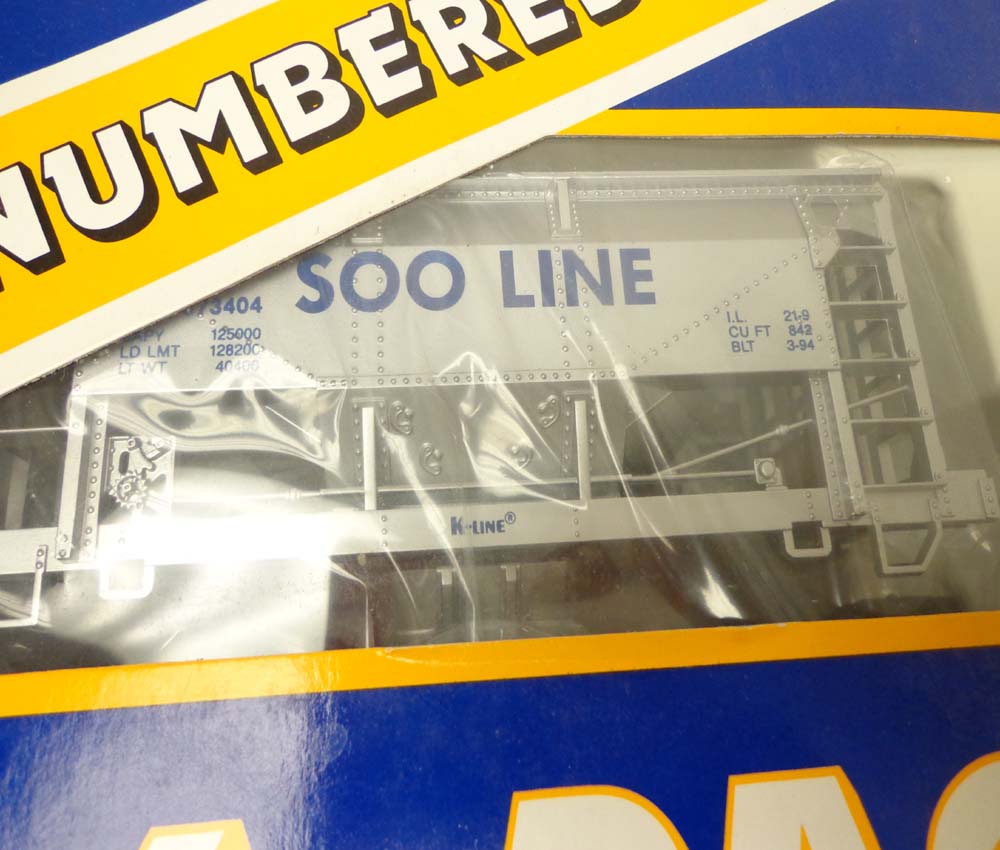 NUMBERED
SOO LINE
3404
125000
LD LMT 128200
LT WT 40400
I.L. 21-9
CU FT 842
BLT 3-94
K-LINE®